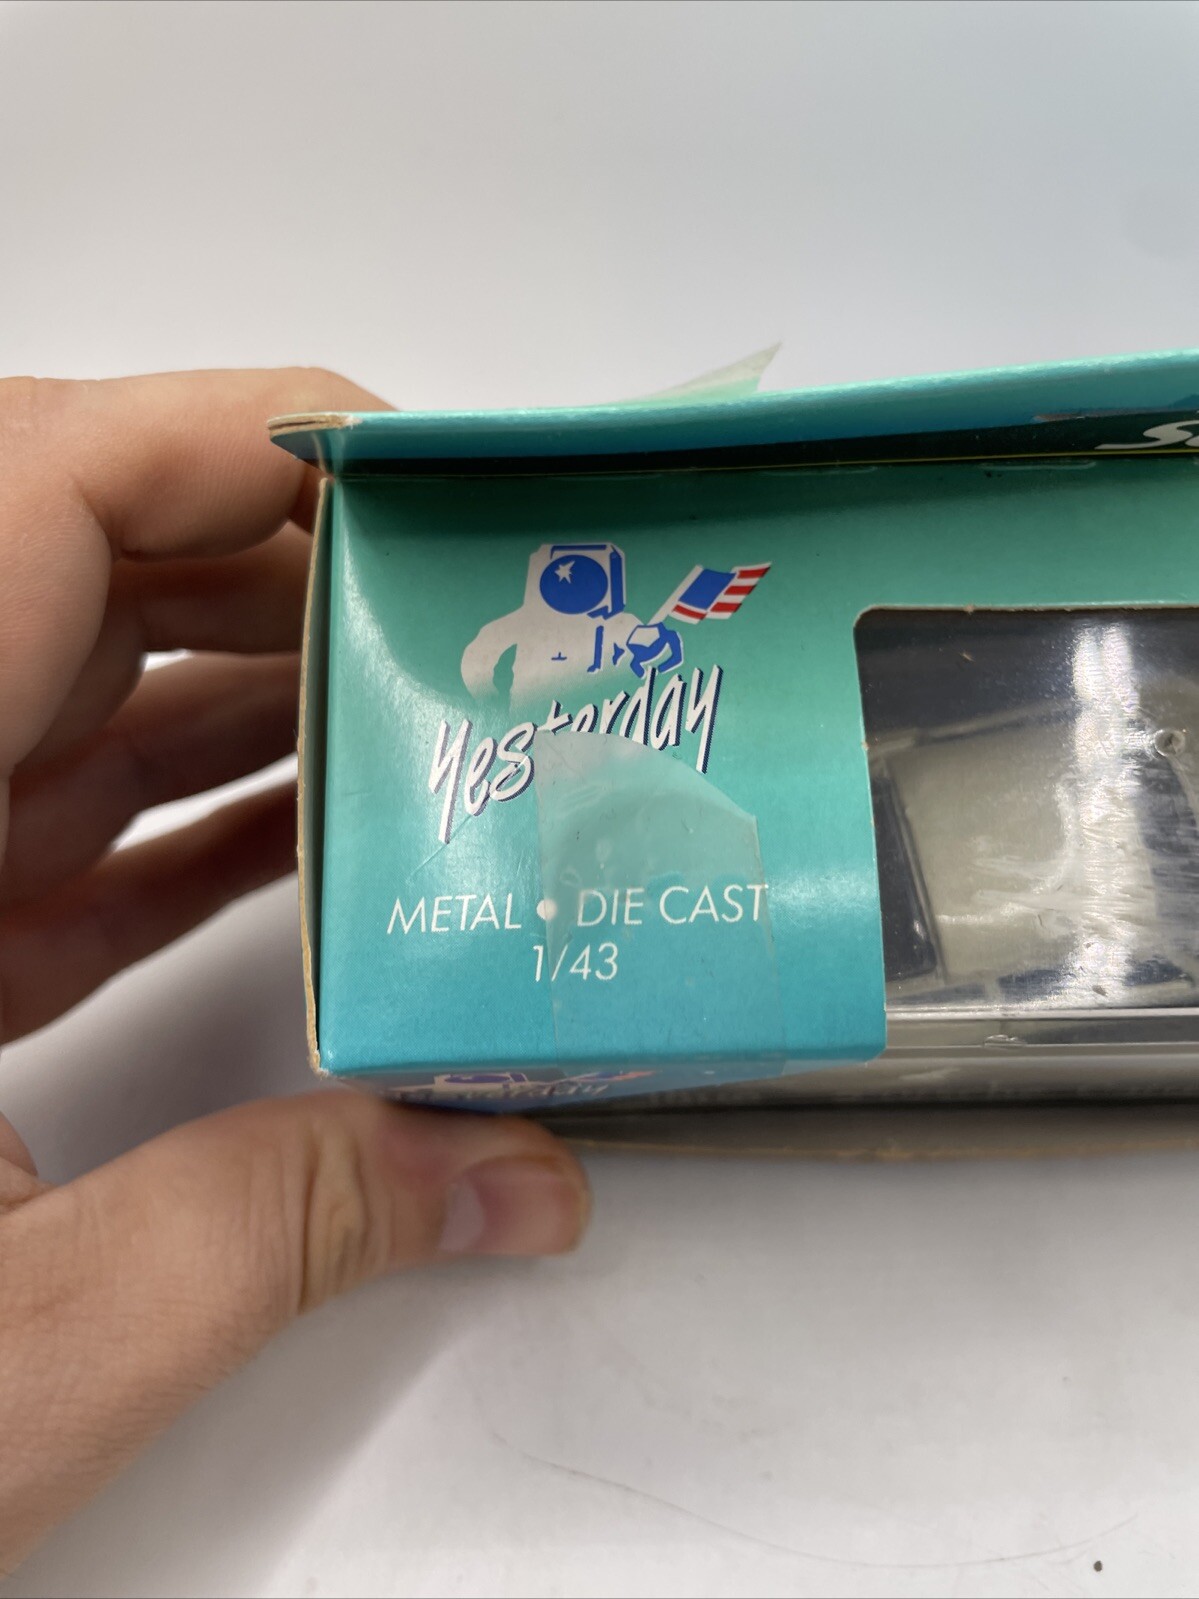 Yesterday
METAL • DIE CAST
1/43